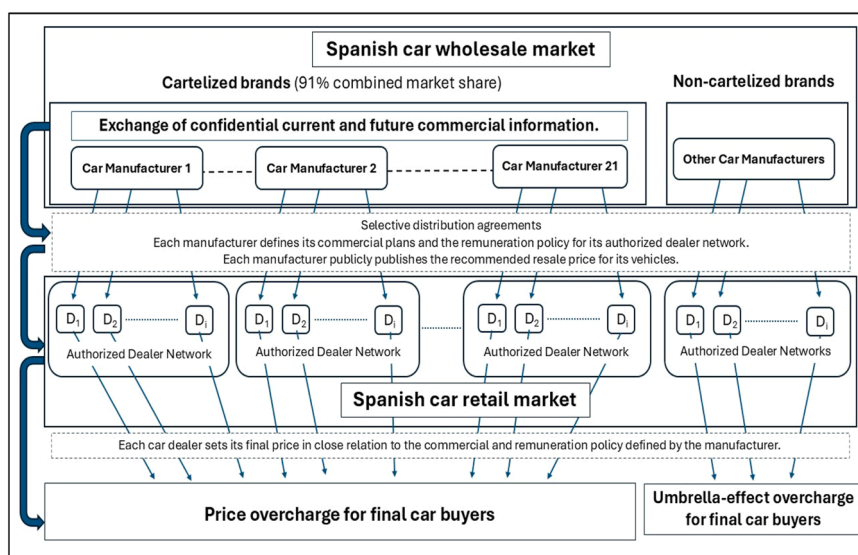 Spanish car wholesale market
Cartelized brands (91% combined market share)
Non-cartelized brands
Exchange of confidential current and future commercial information.
Car Manufacturer 1
Car Manufacturer 2
Car Manufacturer 21
Other Car Manufacturers
Selective distribution agreements
Each manufacturer defines its commercial plans and the remuneration policy for its authorized dealer network.
Each manufacturer publicly publishes the recommended resale price for its vehicles.
D1 D2 Di
Authorized Dealer Network
D1 D2 Di
Authorized Dealer Network
D1 D2 Di
Authorized Dealer Network
D1 D2 Di
Authorized Dealer Networks
Spanish car retail market
Each car dealer sets its final price in close relation to the commercial and remuneration policy defined by the manufacturer.
Price overcharge for final car buyers
Umbrella-effect overcharge
for final car buyers